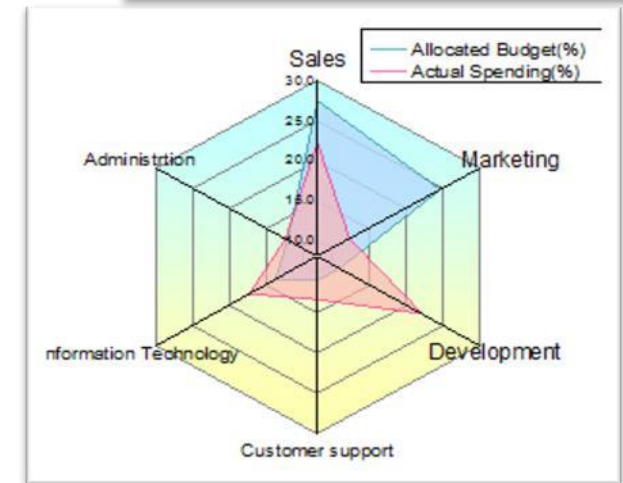 Sales
Allocated Budget(%)
Actual Spending(%)
30.0
25.0
20.0
15.0
10.0
Administrtion
Marketing
nformation Technology
Development
Customer support